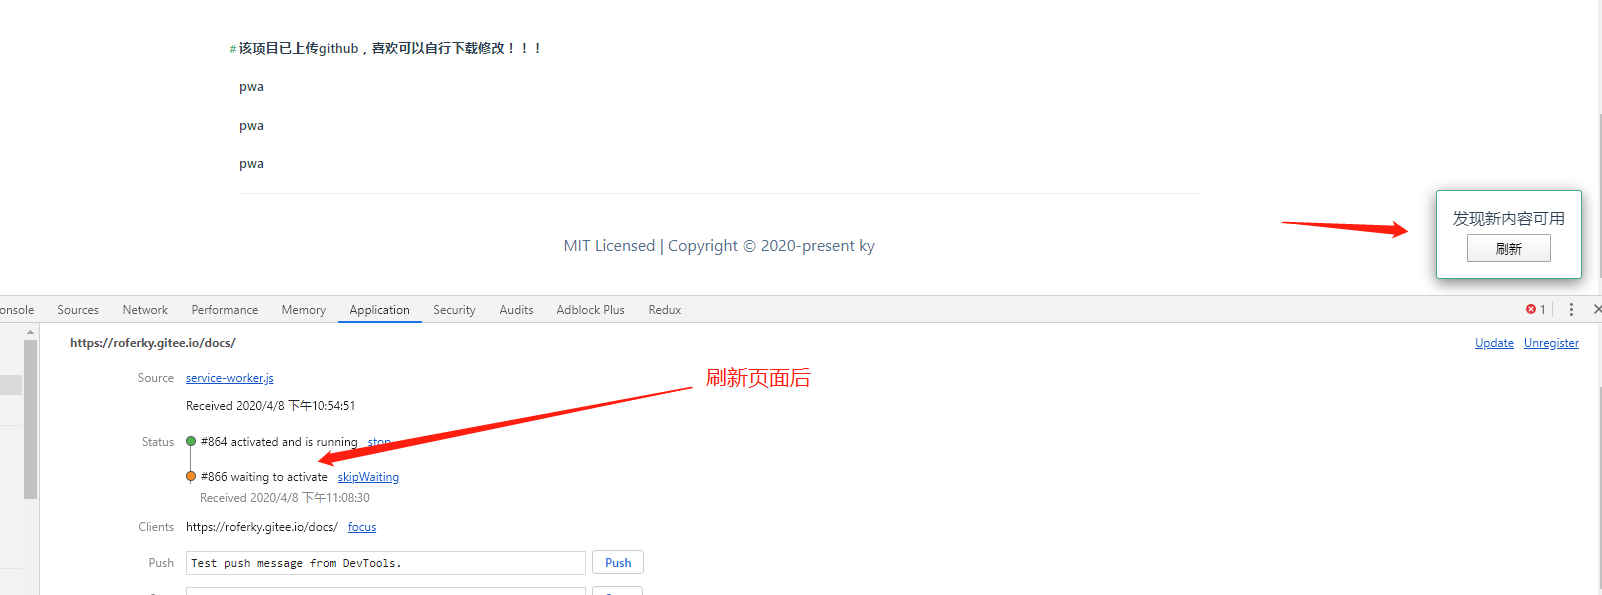 # 该项目已上传github，喜欢可以自行下载修改！！！
pwa
pwa
pwa
发现新内容可用
刷新
MIT Licensed | Copyright © 2020-present ky
onsole Sources Network Performance Memory Application Security Audits Adblock Plus Redux 1
https://roferky.gitee.io/docs/ Update Unregister
Source service-worker.js
刷新页面后
Received 2020/4/8 下午10:54:51
Status #864 activated and is running stop
#866 waiting to activate skipWaiting
Received 2020/4/8 下午11:08:30
Clients https://roferky.gitee.io/docs/ focus
Push Test push message from DevTools. Push